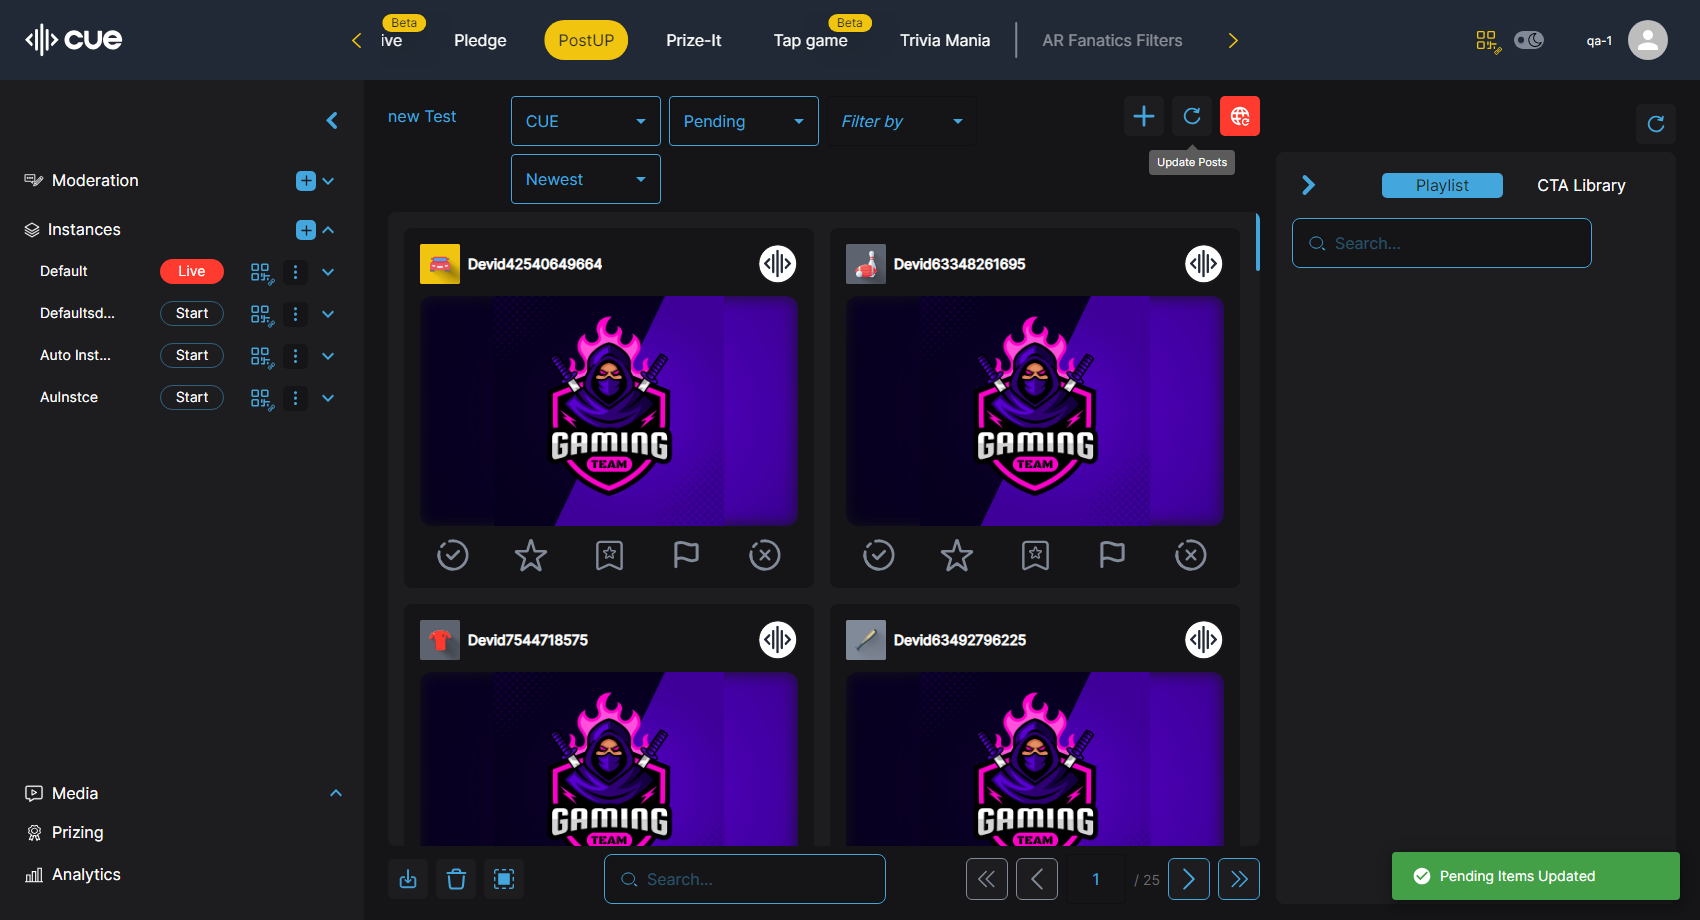 cue
Beta
Beta
ive
Pledge
PostUP
Prize-It
Tap game
Trivia Mania
AR Fanatics Filters
qa-1
new Test
CUE
Pending
Filter by
Newest
Update Posts
Moderation
Instances
Default
Live
Defaultsd...
Start
Auto Inst...
Start
AuInstce
Start
Media
Prizing
Analytics
Devid42540649664
GAMING
TEAM
Devid63348261695
GAMING
TEAM
Devid7544718575
GAMING
TEAM
Devid63492796225
GAMING
TEAM
Search...
1
/ 25
Playlist
CTA Library
Search...
Pending Items Updated